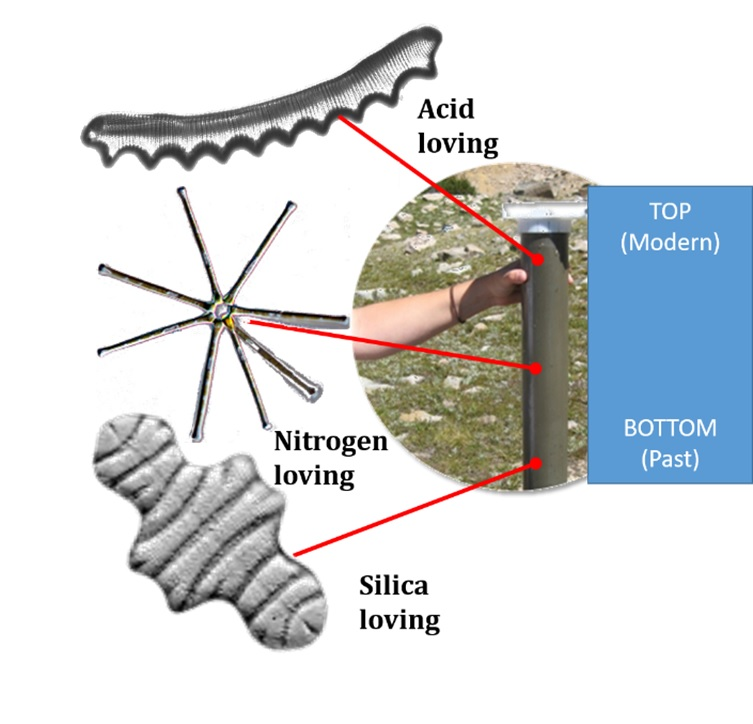 Acid
loving
TOP
(Modern)
Nitrogen
loving
BOTTOM
(Past)
Silica
loving